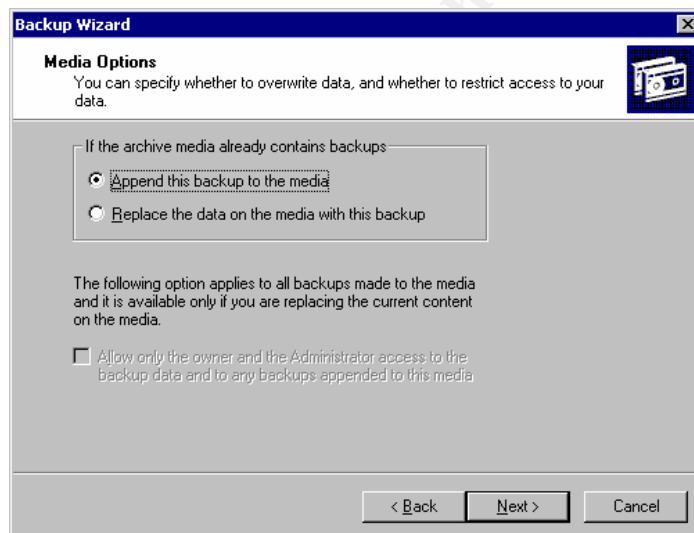 Backup Wizard
Media Options
You can specify whether to overwrite data, and whether to restrict access to your
data.
If the archive media already contains backups
Append this backup to the media
Replace the data on the media with this backup
The following option applies to all backups made to the media
and it is available only if you are replacing the current content
on the media.
Allow only the owner and the Administrator access to the
backup data and to any backups appended to this media
< Back Next > Cancel